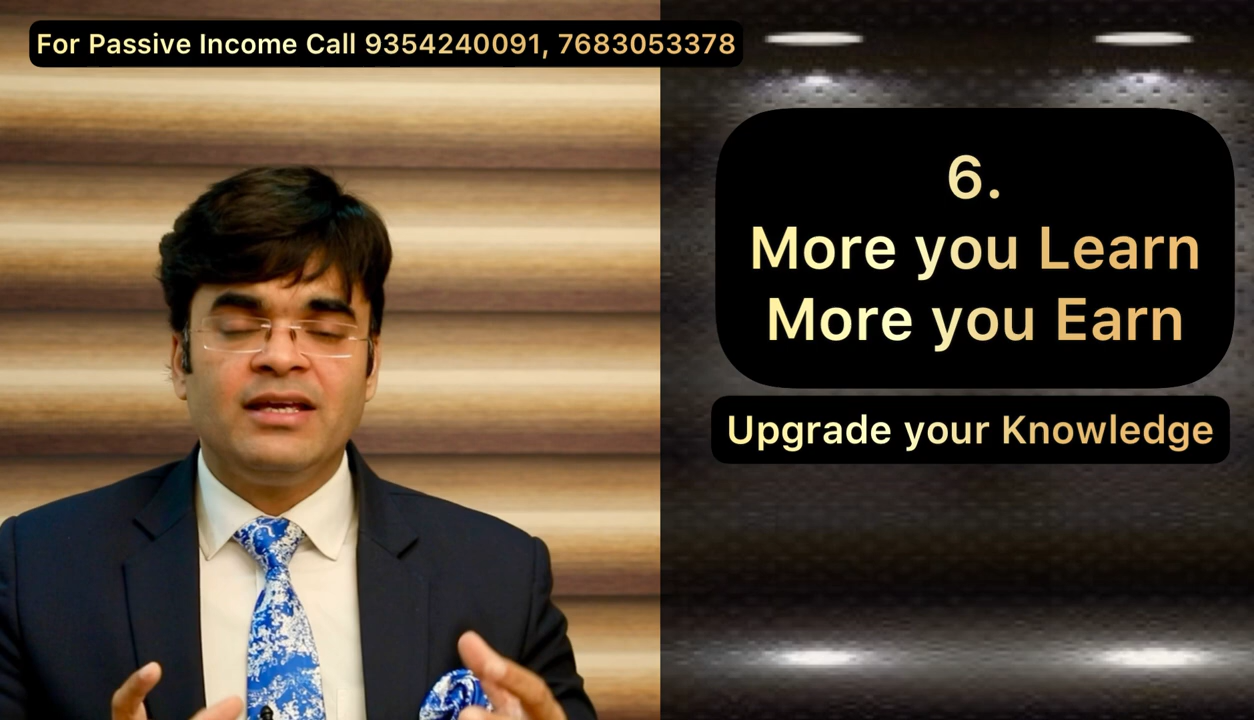 For Passive Income Call 9354240091, 7683053378
6.
More you Learn
More you Earn
Upgrade your Knowledge